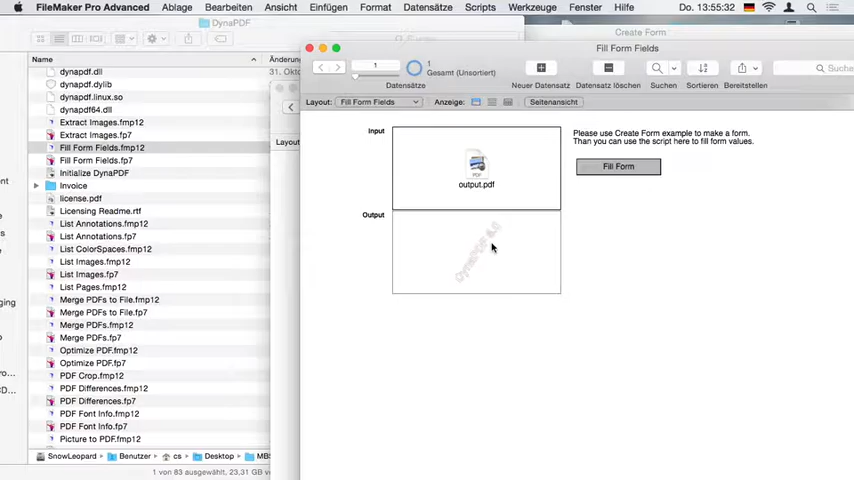 FileMaker Pro Advanced Ablage Bearbeiten Ansicht Einfügen Format Datensätze Scripts Werkzeuge Fenster Hilfe Do. 13:55:32
DynaPDF
Create Form
Fill Form Fields
Name
Änderung
1
1
Gesamt (Unsortiert)
Suche
Datensätze
Neuer Datensatz
Datensatz löschen
Suchen
Sortieren
Bereitstellen
Layout: Fill Form Fields
Anzeige:
Seitenansicht
dynapdf.dll
31. Okt
dynapdf.dylib
dynapdf.linux.so
dynapdf64.dll
Extract Images.fmp12
Extract Images.fp7
Fill Form Fields.fmp12
Fill Form Fields.fp7
Initialize DynaPDF
Invoice
license.pdf
Licensing Readme.rtf
List Annotations.fmp12
List Annotations.fp7
List ColorSpaces.fmp12
List Images.fmp12
List Images.fp7
List Pages.fmp12
Merge PDFs to File.fmp12
Merge PDFs to File.fp7
Merge PDFs.fmp12
Merge PDFs.fp7
Optimize PDF.fmp12
Optimize PDF.fp7
PDF Crop.fmp12
PDF Differences.fmp12
PDF Differences.fp7
PDF Font Info.fmp12
PDF Font Info.fp7
Picture to PDF.fmp12
Layout:
Input
PDF
output.pdf
Please use Create Form example to make a form.
Than you can use the script here to fill form values.
Fill Form
Output
SnowLeopard
Benutzer
cs
Desktop
MBS
1 von 83 ausgewählt, 23,31 GB